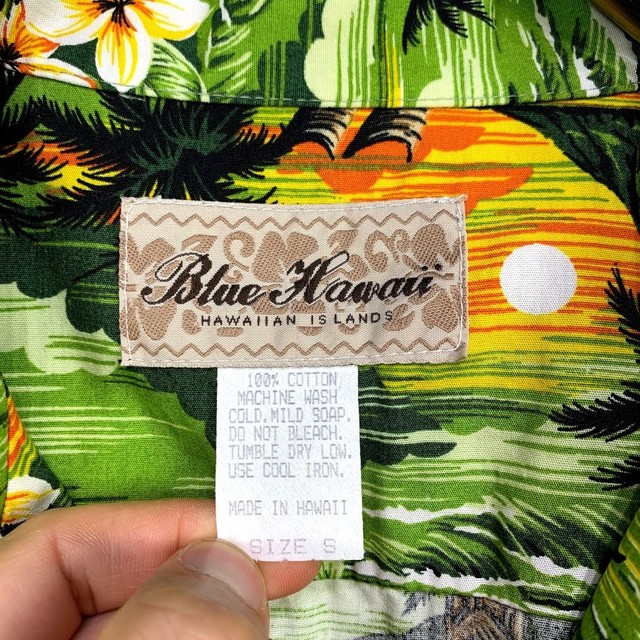 Blue Hawaii
HAWAIIAN ISLANDS
100% COTTON
MACHINE WASH
COLD, MILD SOAP.
DO NOT BLEACH.
TUMBLE DRY LOW.
USE COOL IRON.
MADE IN HAWAII
SIZE S